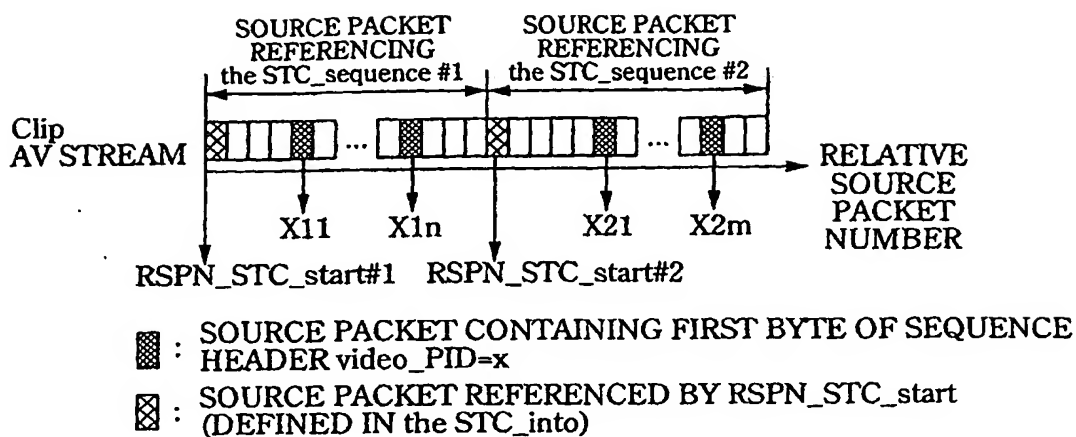 SOURCE PACKET
REFERENCING
the STC_sequence #1
SOURCE PACKET
REFERENCING
the STC_sequence #2
Clip
AV STREAM
...
...
RELATIVE
SOURCE
PACKET
NUMBER
X11
X1n
X21
X2m
RSPN_STC_start#1
RSPN_STC_start#2
: SOURCE PACKET CONTAINING FIRST BYTE OF SEQUENCE
HEADER video_PID=x
: SOURCE PACKET REFERENCED BY RSPN_STC_start
(DEFINED IN the STC_into)